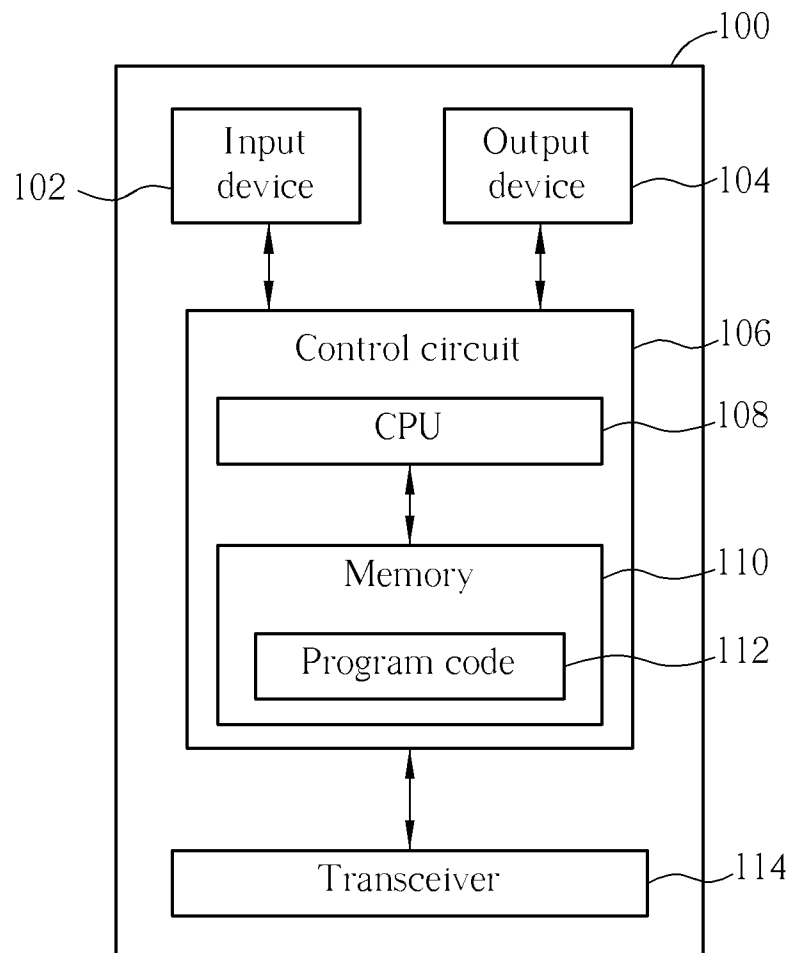 100
Input
device
Output
device
102
104
Control circuit
106
CPU
108
Memory
110
Program code
112
Transceiver
114